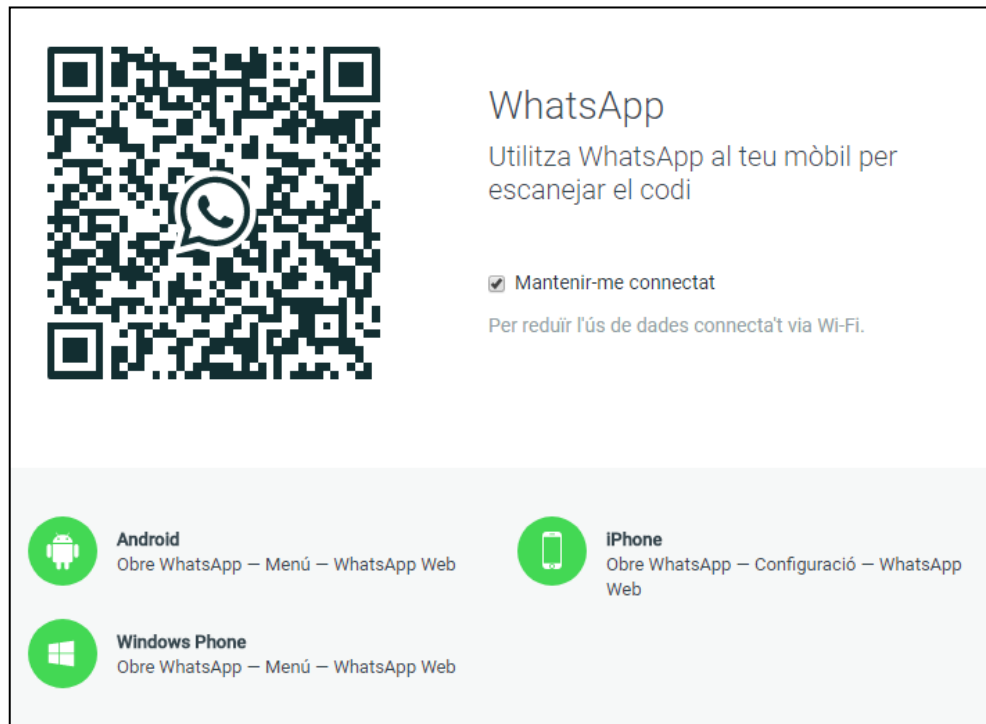 WhatsApp
Utilitza WhatsApp al teu mòbil per
escanejar el codi
Mantenir-me connectat
Per reduïr l'ús de dades connecta't via Wi-Fi.
Android
Obre WhatsApp — Menú — WhatsApp Web
iPhone
Obre WhatsApp — Configuració — WhatsApp
Web
Windows Phone
Obre WhatsApp — Menú — WhatsApp Web